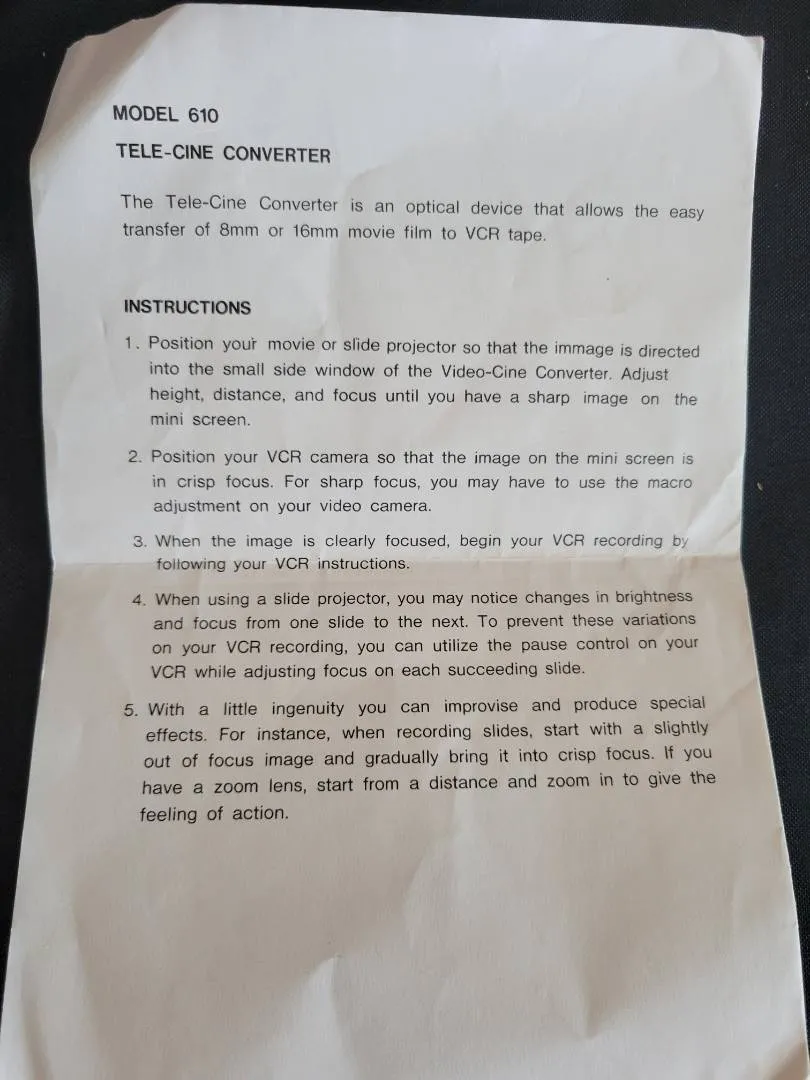 MODEL 610
TELE-CINE CONVERTER
The Tele-Cine Converter is an optical device that allows the easy
transfer of 8mm or 16mm movie film to VCR tape.
INSTRUCTIONS
1. Position your movie or slide projector so that the immage is directed
into the small side window of the Video-Cine Converter. Adjust
height, distance, and focus until you have a sharp image on the
mini screen.
2. Position your VCR camera so that the image on the mini screen is
in crisp focus. For sharp focus, you may have to use the macro
adjustment on your video camera.
3. When the image is clearly focused, begin your VCR recording by
following your VCR instructions.
4. When using a slide projector, you may notice changes in brightness
and focus from one slide to the next. To prevent these variations
on your VCR recording, you can utilize the pause control on your
VCR while adjusting focus on each succeeding slide.
5. With a little ingenuity you can improvise and produce special
effects. For instance, when recording slides, start with a slightly
out of focus image and gradually bring it into crisp focus. If you
have a zoom lens, start from a distance and zoom in to give the
feeling of action.